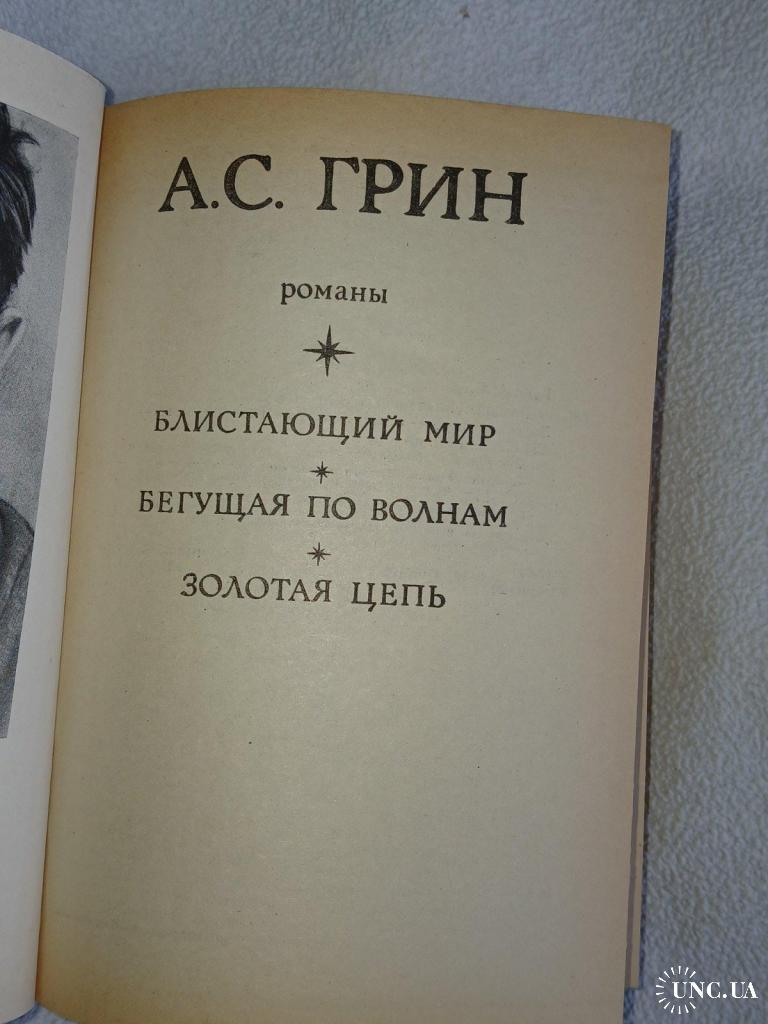 А.С. ГРИН
романы
БЛИСТАЮЩИЙ МИР
БЕГУЩАЯ ПО ВОЛНАМ
ЗОЛОТАЯ ЦЕПЬ
UNC.UA